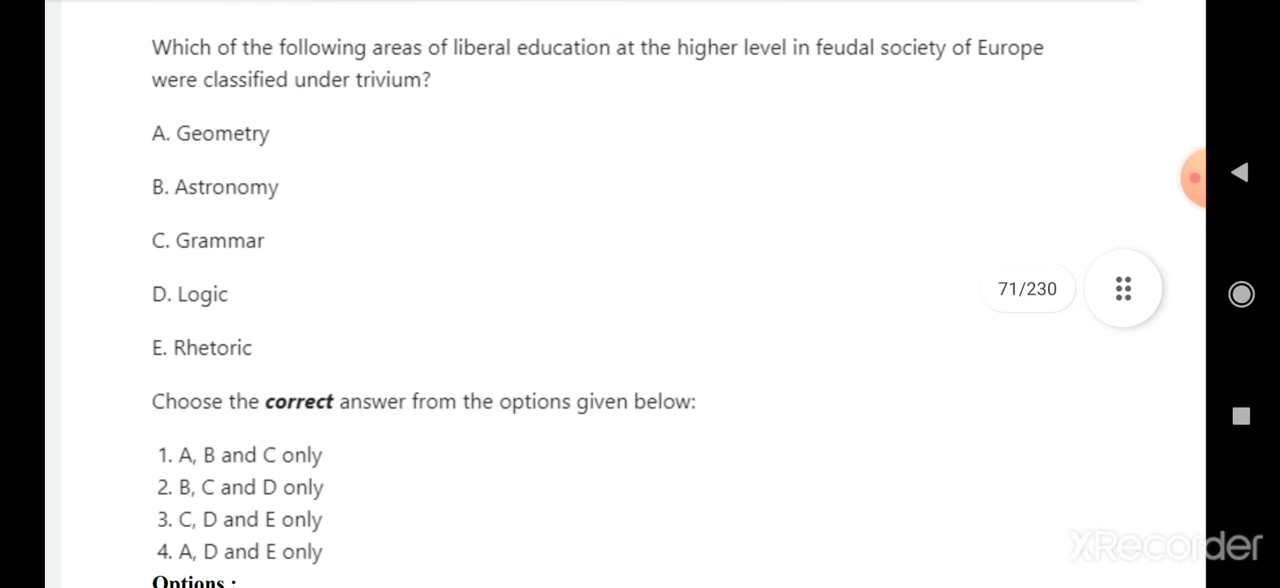 Which of the following areas of liberal education at the higher level in feudal society of Europe
were classified under trivium?
A. Geometry
B. Astronomy
C. Grammar
D. Logic
71/230
E. Rhetoric
Choose the correct answer from the options given below:
1. A, B and C only
2. B, C and D only
3. C, D and E only
4. A, D and E only
XRecorder
Options :